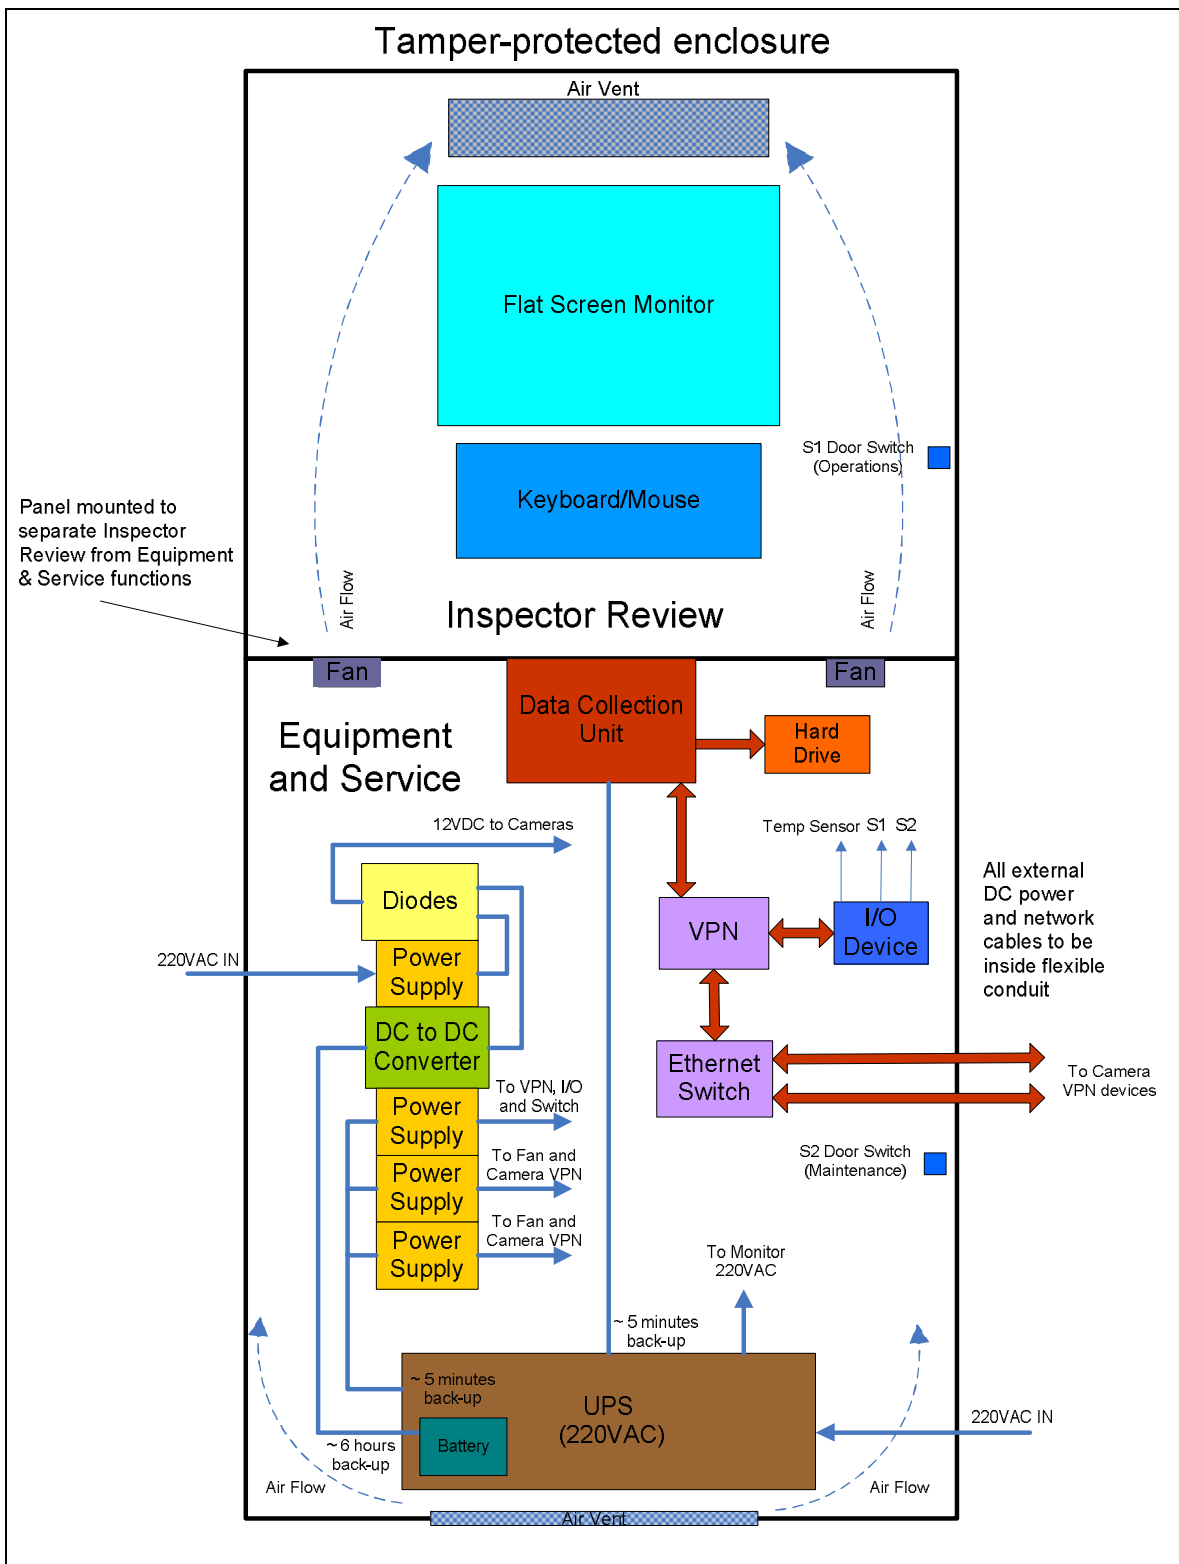 Tamper-protected enclosure
Air Vent
Flat Screen Monitor
S1 Door Switch
(Operations)
Keyboard/Mouse
Panel mounted to
separate Inspector
Review from Equipment
& Service functions
Air Flow
Air Flow
Inspector Review
Fan
Fan
Data Collection
Unit
Hard
Drive
Equipment
and Service
12VDC to Cameras
Temp Sensor
S1
S2
Diodes
VPN
I/O
Device
All external
DC power
and network
cables to be
inside flexible
conduit
220VAC IN
Power
Supply
DC to DC
Converter
Ethernet
Switch
To Camera
VPN devices
To VPN, I/O
and Switch
Power
Supply
To Fan and
Camera VPN
Power
Supply
S2 Door Switch
(Maintenance)
To Fan and
Camera VPN
Power
Supply
To Monitor
220VAC
~ 5 minutes
back-up
~ 5 minutes
back-up
UPS
(220VAC)
220VAC IN
Battery
~ 6 hours
back-up
Air Flow
Air Flow
Air Vent